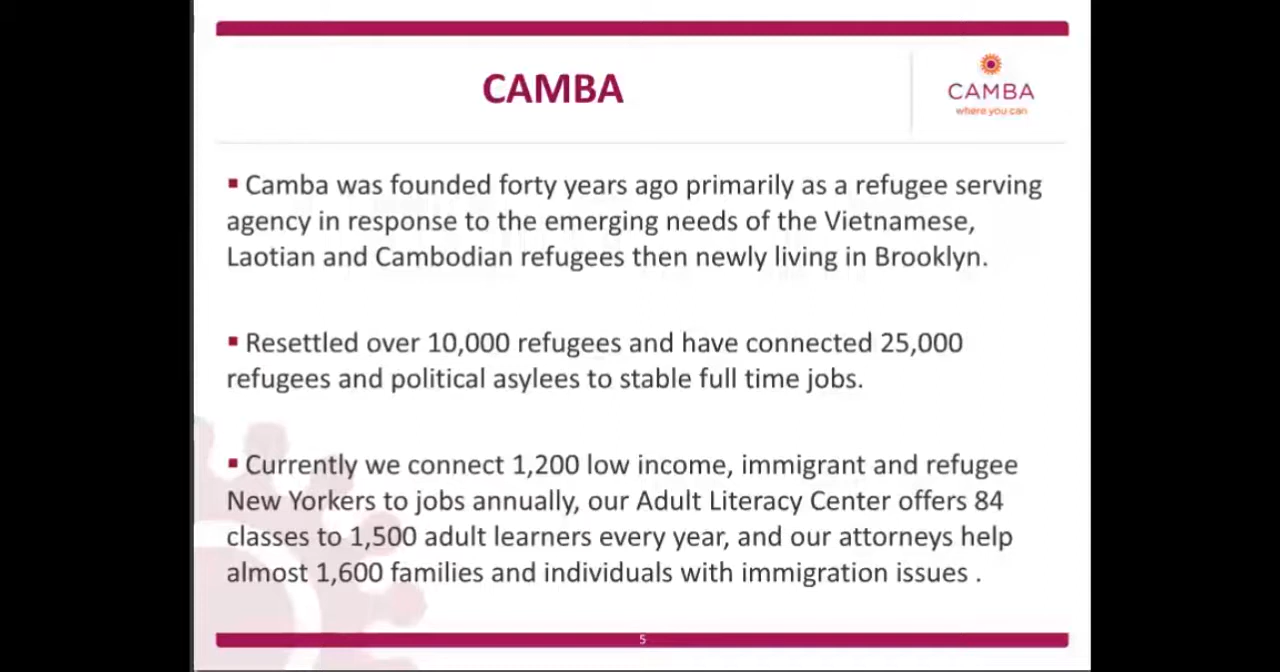 CAMBA
CAMBA
where you can
▪ Camba was founded forty years ago primarily as a refugee serving
agency in response to the emerging needs of the Vietnamese,
Laotian and Cambodian refugees then newly living in Brooklyn.
▪ Resettled over 10,000 refugees and have connected 25,000
refugees and political asylees to stable full time jobs.
▪ Currently we connect 1,200 low income, immigrant and refugee
New Yorkers to jobs annually, our Adult Literacy Center offers 84
classes to 1,500 adult learners every year, and our attorneys help
almost 1,600 families and individuals with immigration issues .
5